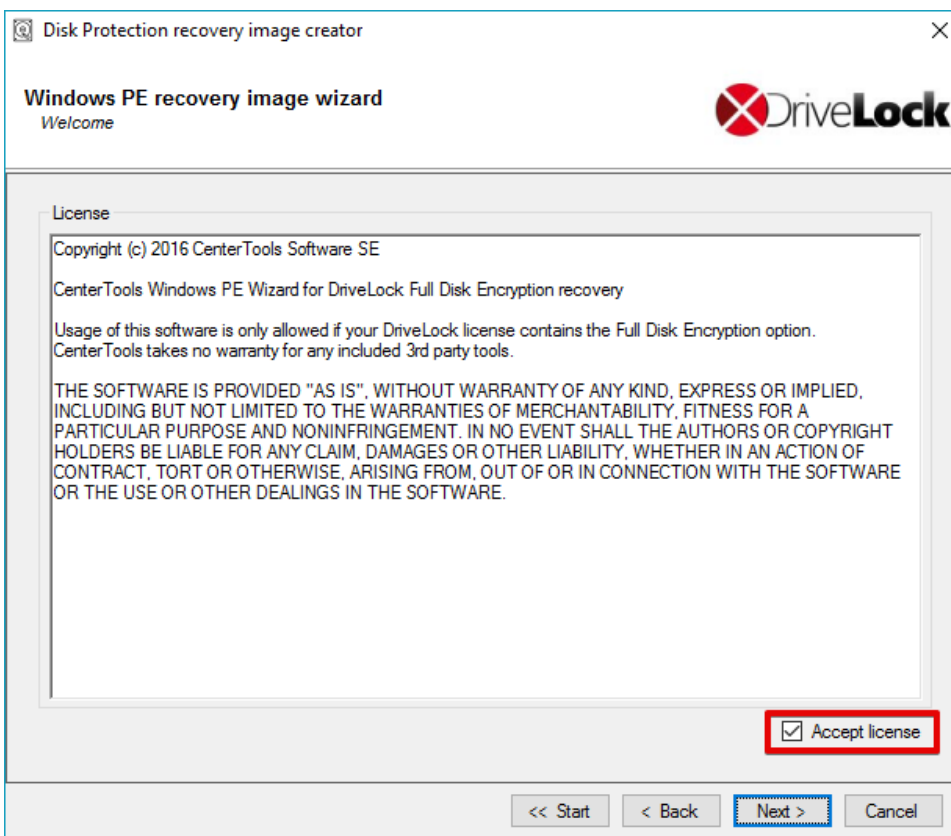 Disk Protection recovery image creator
Windows PE recovery image wizard
Welcome
DriveLock
License
Copyright (c) 2016 CenterTools Software SE
CenterTools Windows PE Wizard for DriveLock Full Disk Encryption recovery
Usage of this software is only allowed if your DriveLock license contains the Full Disk Encryption option.
CenterTools takes no warranty for any included 3rd party tools.
THE SOFTWARE IS PROVIDED "AS IS", WITHOUT WARRANTY OF ANY KIND, EXPRESS OR IMPLIED,
INCLUDING BUT NOT LIMITED TO THE WARRANTIES OF MERCHANTABILITY, FITNESS FOR A
PARTICULAR PURPOSE AND NONINFRINGEMENT. IN NO EVENT SHALL THE AUTHORS OR COPYRIGHT
HOLDERS BE LIABLE FOR ANY CLAIM, DAMAGES OR OTHER LIABILITY, WHETHER IN AN ACTION OF
CONTRACT, TORT OR OTHERWISE, ARISING FROM, OUT OF OR IN CONNECTION WITH THE SOFTWARE
OR THE USE OR OTHER DEALINGS IN THE SOFTWARE.
Accept license
<< Start < Back Next > Cancel